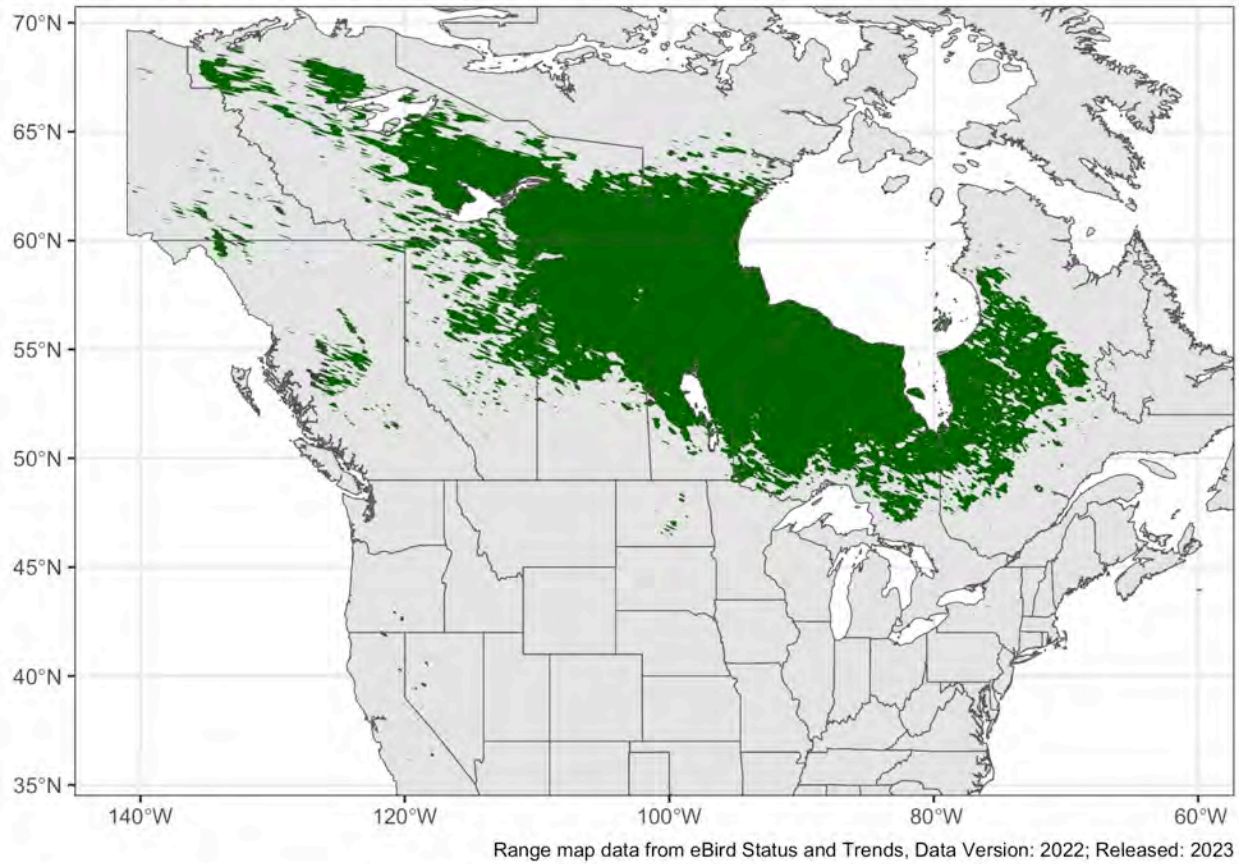 70°N
65°N
60°N
55°N
50°N
45°N
40°N
35°N
140°W 120°W 100°W 80°W 60°W
Range map data from eBird Status and Trends, Data Version: 2022; Released: 2023